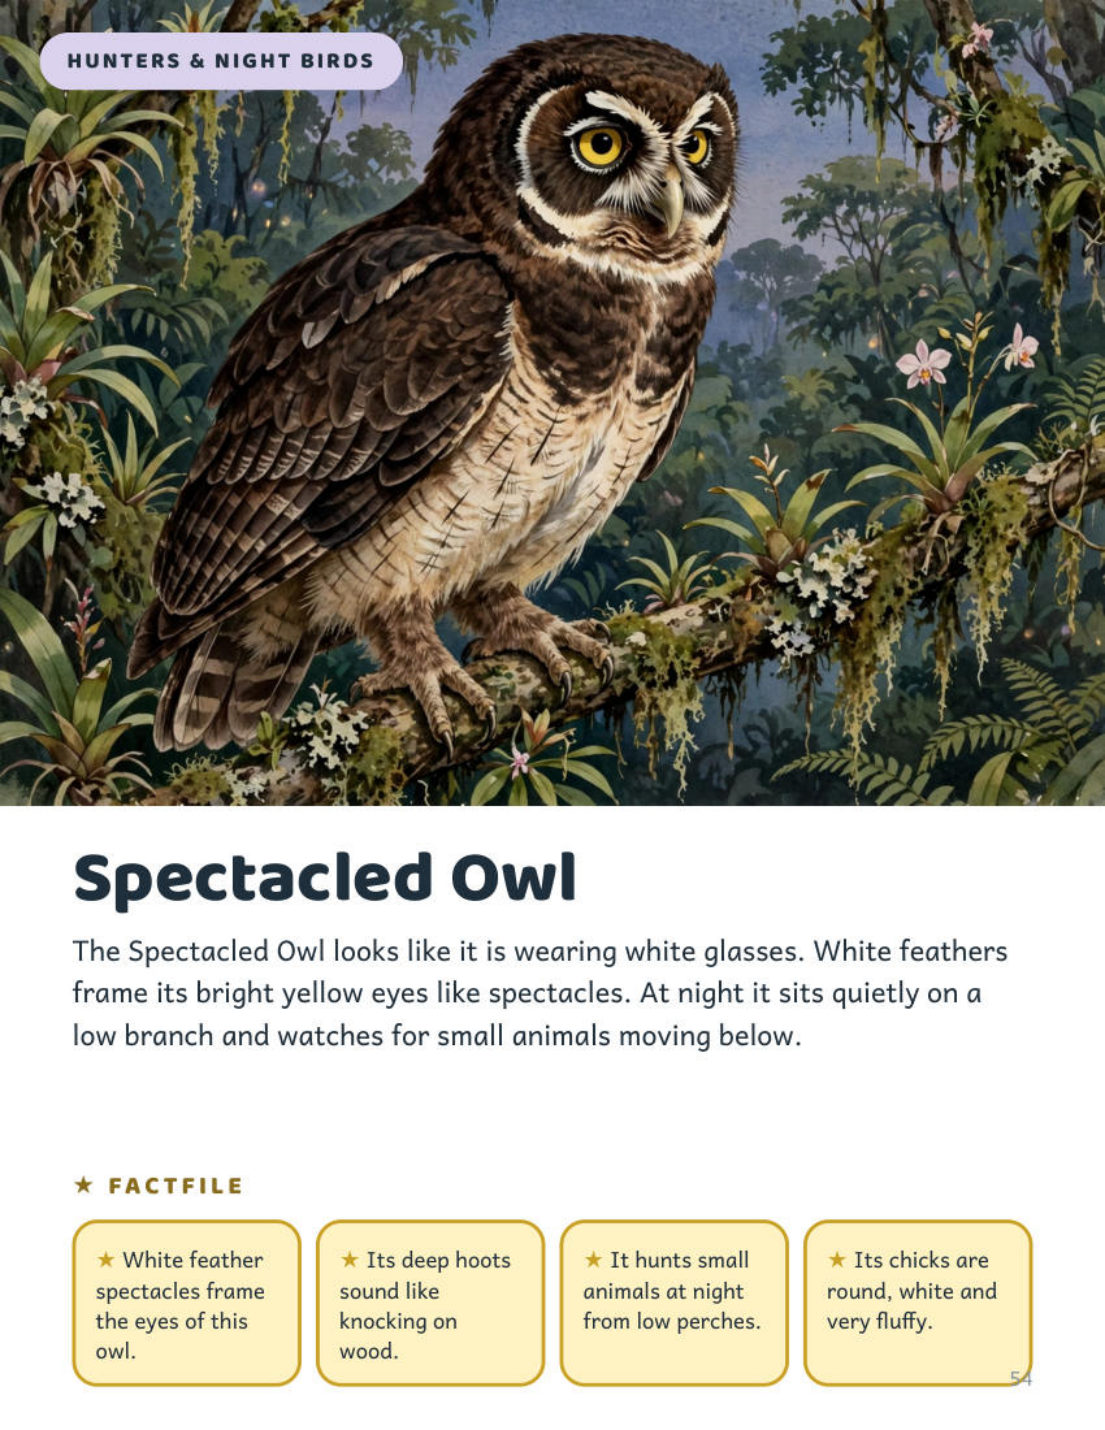 HUNTERS & NIGHT BIRDS
Spectacled Owl
The Spectacled Owl looks like it is wearing white glasses. White feathers
frame its bright yellow eyes like spectacles. At night it sits quietly on a
low branch and watches for small animals moving below.
★ FACTFILE
★ White feather
spectacles frame
the eyes of this
owl.
★ Its deep hoots
sound like
knocking on
wood.
★ It hunts small
animals at night
from low perches.
★ Its chicks are
round, white and
very fluffy.
54